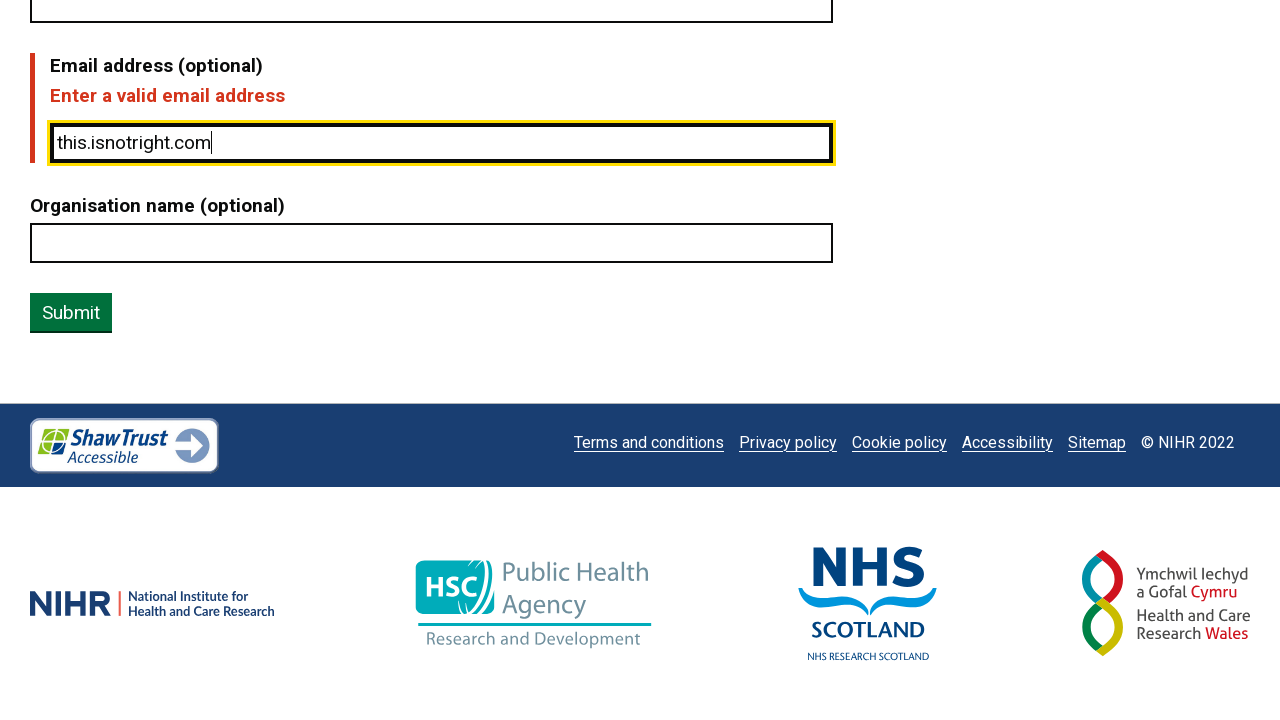 Email address (optional)
Enter a valid email address
this.isnotright.com
Organisation name (optional)
Submit
Shaw Trust
Accessible
Terms and conditions Privacy policy Cookie policy Accessibility Sitemap © NIHR 2022
NIHR | National Institute for
Health and Care Research
HSC Public Health
Agency
Research and Development
NHS
SCOTLAND
NHS RESEARCH SCOTLAND
Ymchwil Iechyd
a Gofal Cymru
Health and Care
Research Wales